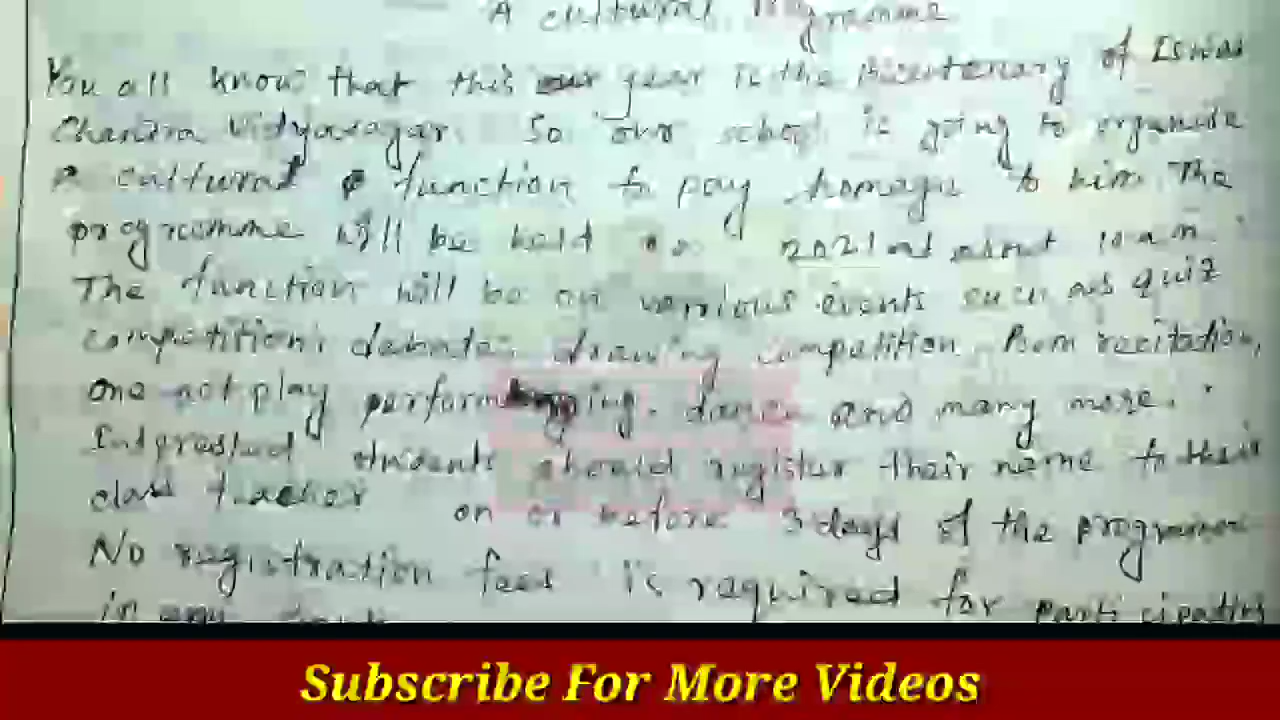 A cultural Programme
You all know that this year is the Bicentenary of Eswar
Chandra Vidyasagar. So our school is going to organise
a cultural function to pay homage to him. The
programme will be held on 2021 at about 10 a.m.
The function will be on various events such as quiz
competition, debate, drawing competition, Poem recitation,
one act play performing, dance and many more.
students should register their name to their
class teacher on or before 3 days of the programme
No registration fees is required for participating
in any
Subscribe For More Videos